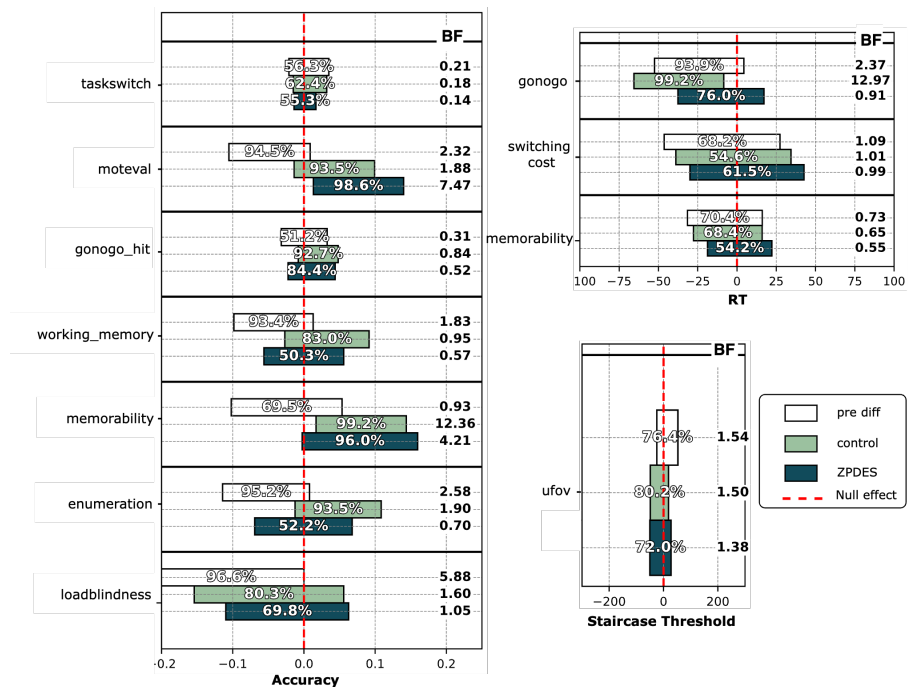 BF
taskswitch
56.3%
0.21
62.4%
0.18
55.3%
0.14
moteval
94.5%
2.32
93.5%
1.88
98.6%
7.47
gonogo_hit
51.2%
0.31
92.7%
0.84
84.4%
0.52
working_memory
93.4%
1.83
83.0%
0.95
50.3%
0.57
memorability
69.5%
0.93
99.2%
12.36
96.0%
4.21
enumeration
95.2%
2.58
93.5%
1.90
52.2%
0.70
loadblindness
96.6%
5.88
80.3%
1.60
69.8%
1.05
-0.2 −0.1 0.0 0.1 0.2
Accuracy
BF
gonogo
93.9%
2.37
99.2%
12.97
76.0%
0.91
switching
cost
68.2%
1.09
54.6%
1.01
61.5%
0.99
memorability
70.4%
0.73
68.4%
0.65
54.2%
0.55
100 −75 −50 −25 0 25 50 75 100
RT
BF
ufov
76.4%
1.54
80.2%
1.50
72.0%
1.38
−200 0 200
Staircase Threshold
pre diff
control
ZPDES
Null effect